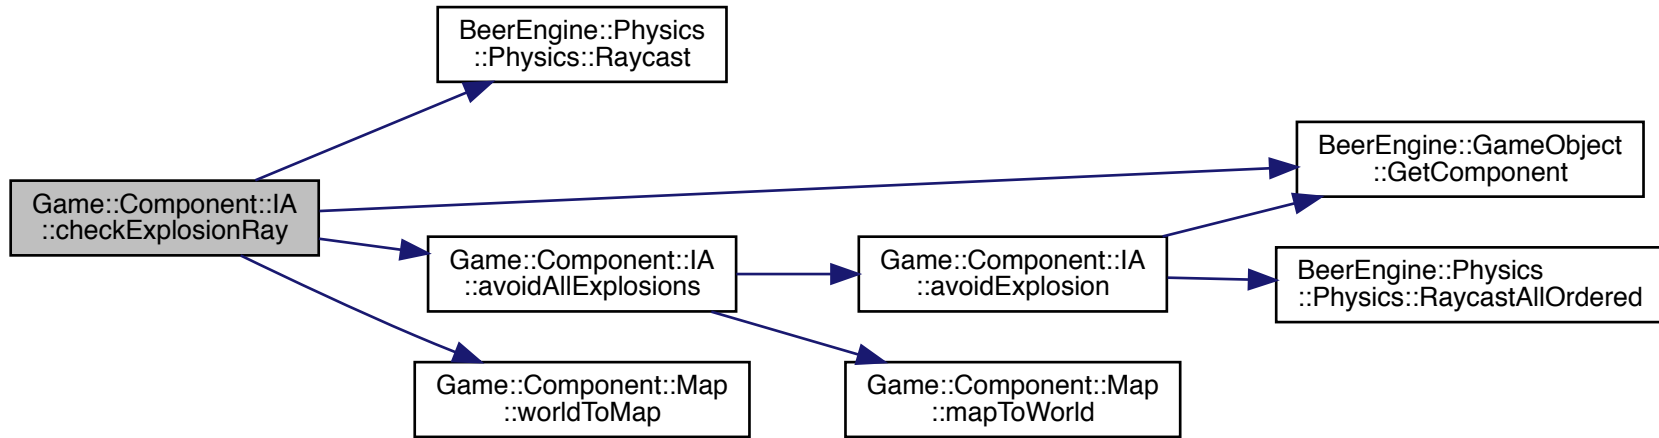 BeerEngine::Physics
::Physics::Raycast
BeerEngine::GameObject
::GetComponent
Game::Component::IA
::checkExplosionRay
Game::Component::IA
::avoidAllExplosions
Game::Component::IA
::avoidExplosion
BeerEngine::Physics
::Physics::RaycastAllOrdered
Game::Component::Map
::worldToMap
Game::Component::Map
::mapToWorld